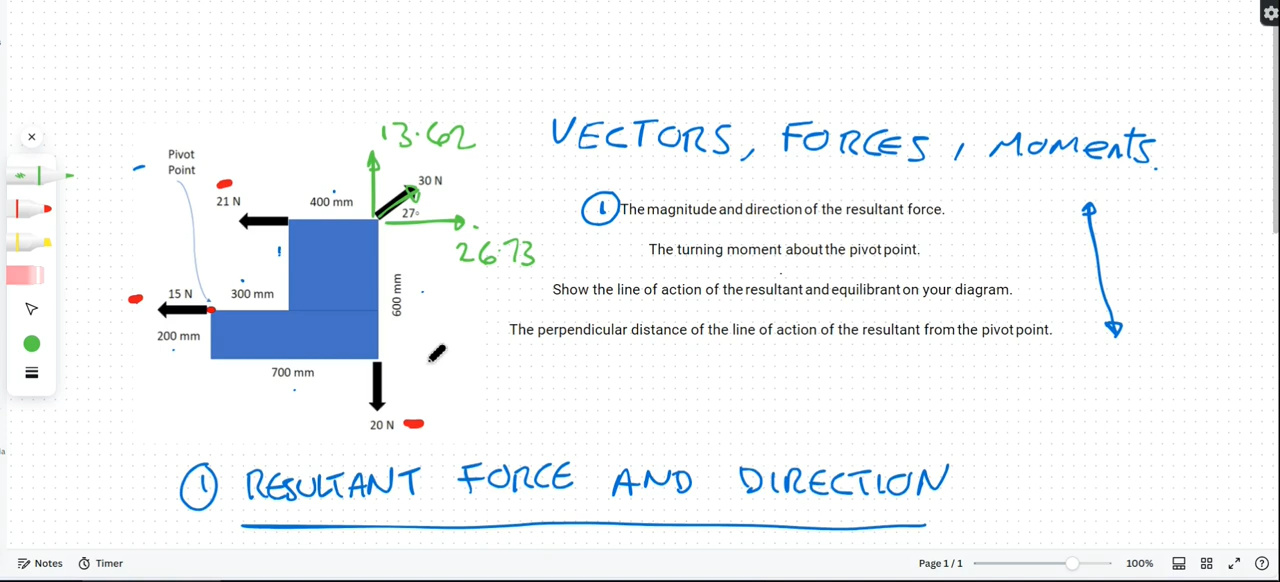 13.62
VECTORS, FORCES, Moments.
Pivot
Point
30 N
21 N
400 mm
27°
① The magnitude and direction of the resultant force.
26.73
The turning moment about the pivot point.
15 N
300 mm
600 mm
Show the line of action of the resultant and equilibrant on your diagram.
200 mm
The perpendicular distance of the line of action of the resultant from the pivot point.
700 mm
20 N
① RESULTANT FORCE AND DIRECTION
Notes
Timer
Page 1 / 1
100%